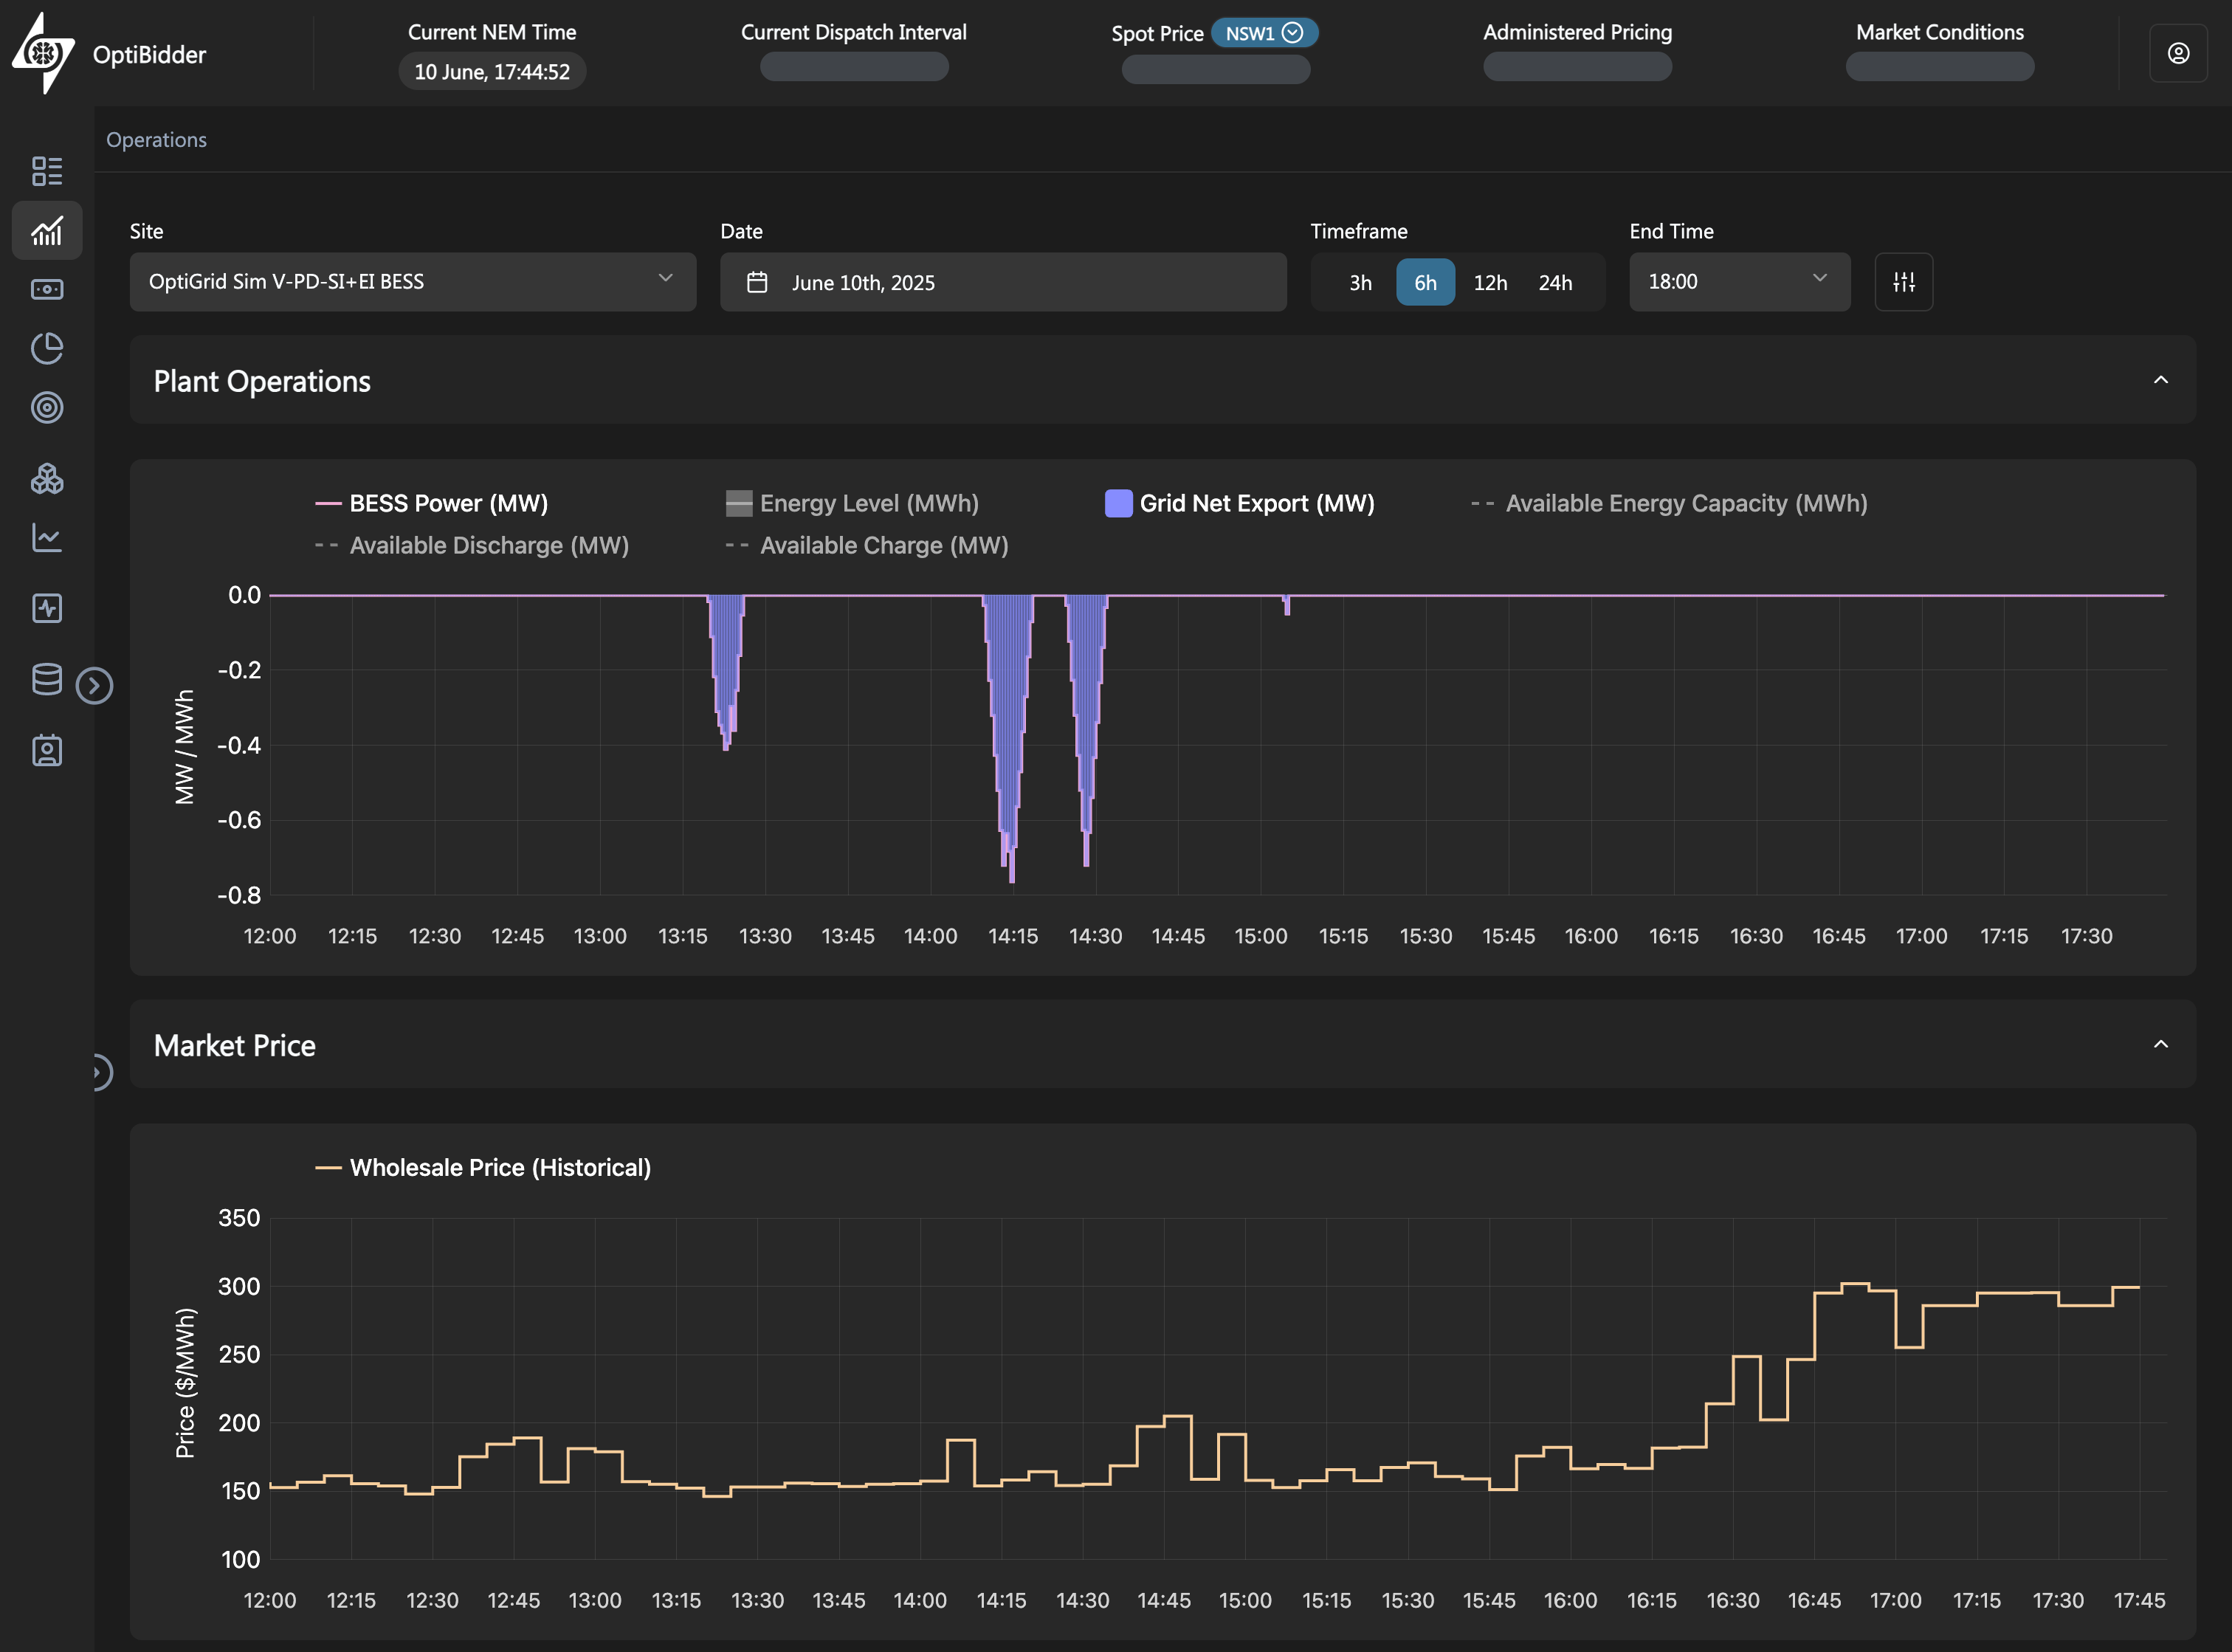 OptiBidder
Current NEM Time
10 June, 17:44:52
Current Dispatch Interval
Spot Price NSW1
Administered Pricing
Market Conditions
Operations
Site
OptiGrid Sim V-PD-SI+EI BESS
Date
June 10th, 2025
Timeframe
3h 6h 12h 24h
End Time
18:00
Plant Operations
BESS Power (MW) Energy Level (MWh) Grid Net Export (MW) Available Energy Capacity (MWh)
Available Discharge (MW) Available Charge (MW)
MW / MWh
0.0
-0.2
-0.4
-0.6
-0.8
12:00 12:15 12:30 12:45 13:00 13:15 13:30 13:45 14:00 14:15 14:30 14:45 15:00 15:15 15:30 15:45 16:00 16:15 16:30 16:45 17:00 17:15 17:30
Market Price
Wholesale Price (Historical)
Price ($/MWh)
350
300
250
200
150
100
12:00 12:15 12:30 12:45 13:00 13:15 13:30 13:45 14:00 14:15 14:30 14:45 15:00 15:15 15:30 15:45 16:00 16:15 16:30 16:45 17:00 17:15 17:30 17:45